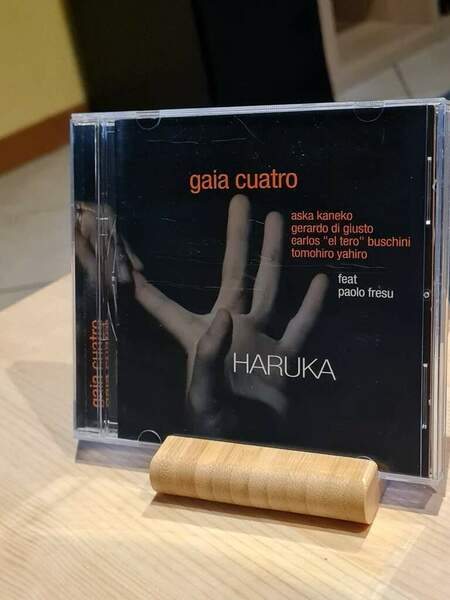 gaia cuatro
aska kaneko
gerardo di giusto
carlos "el tero" buschini
tomohiro yahiro
feat
paolo fresu
HARUKA
gaia cuatro